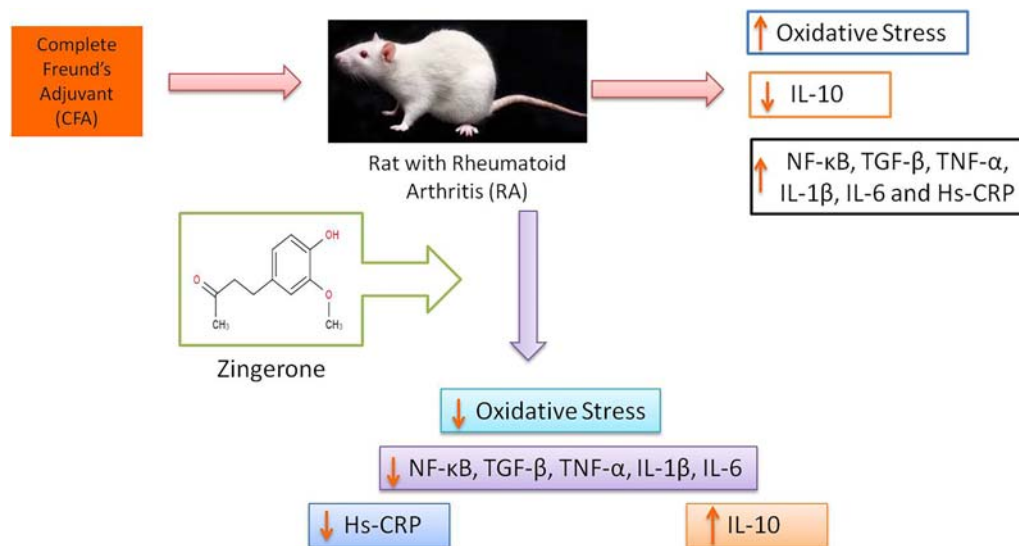 Complete
Freund's
Adjuvant
(CFA)
Rat with Rheumatoid
Arthritis (RA)
↑ Oxidative Stress
↓ IL-10
↑ NF-κB, TGF-β, TNF-α,
IL-1β, IL-6 and Hs-CRP
OH
O
O
CH3
CH3
Zingerone
↓ Oxidative Stress
↓ NF-κB, TGF-β, TNF-α, IL-1β, IL-6
↓ Hs-CRP
↑ IL-10